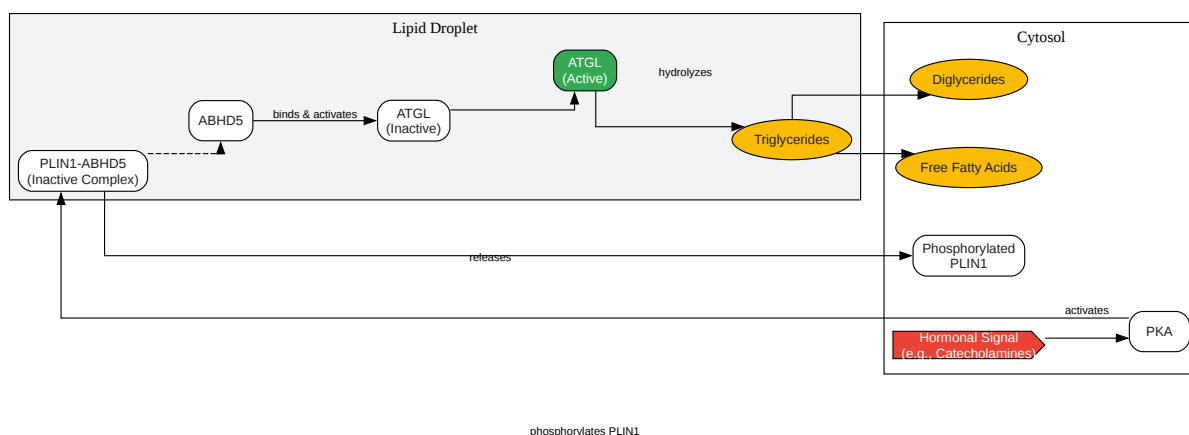 Lipid Droplet
Cytosol
ATGL
(Active)
hydrolyzes
Diglycerides
ABHD5
binds & activates
ATGL
(Inactive)
Triglycerides
PLIN1-ABHD5
(Inactive Complex)
Free Fatty Acids
Phosphorylated
PLIN1
releases
activates
PKA
Hormonal Signal
(e.g., Catecholamines)
phosphorylates PLIN1